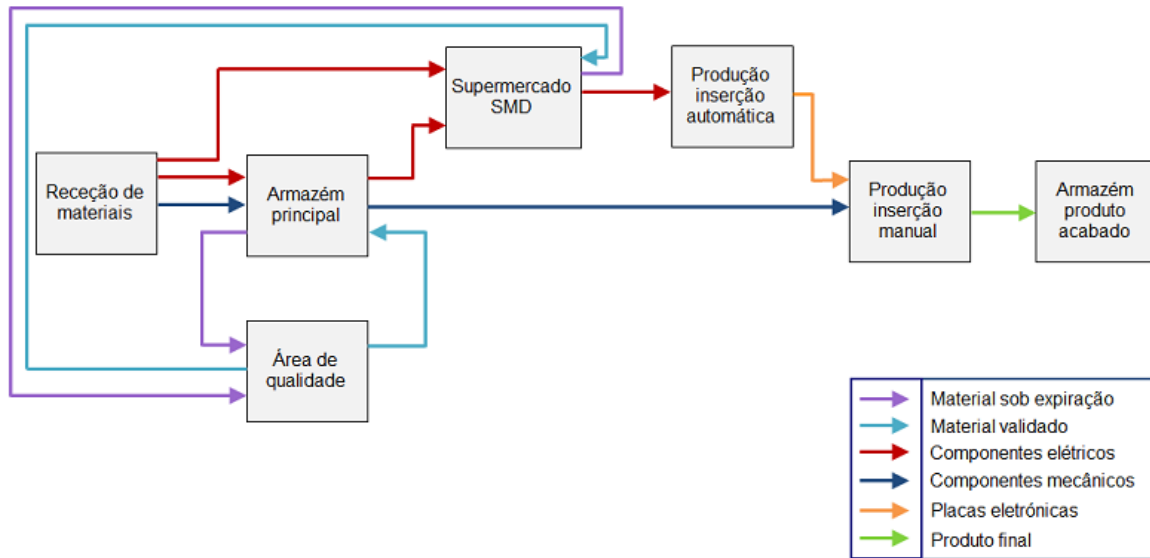 Supermercado
SMD
Produção
inserção
automática
Receção de
materiais
Armazém
principal
Produção
inserção
manual
Armazém
produto
acabado
Área de
qualidade
Material sob expiração
Material validado
Componentes elétricos
Componentes mecânicos
Placas eletrónicas
Produto final